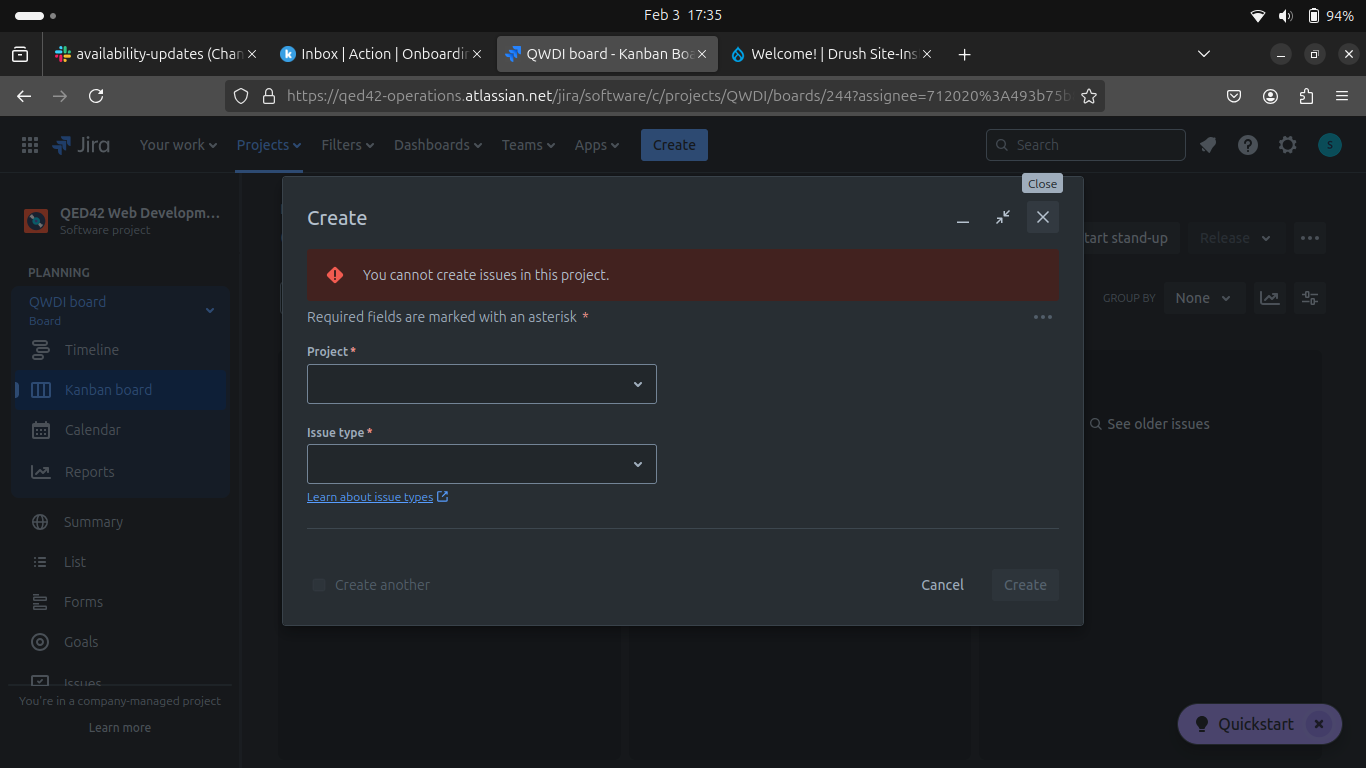 Feb 3 17:35
94%
availability-updates (Chan
Inbox | Action | Onboardin
QWDI board - Kanban Boa
Welcome! | Drush Site-Ins
https://qed42-operations.atlassian.net/jira/software/c/projects/QWDI/boards/244?assignee=712020%3A493b75b
Jira
Your work
Projects
Filters
Dashboards
Teams
Apps
Create
Search
S
Close
QED42 Web Developm...
Software project
Create
tart stand-up
Release
You cannot create issues in this project.
PLANNING
QWDI board
Board
GROUP BY
None
Required fields are marked with an asterisk *
Timeline
Project *
Kanban board
Calendar
Issue type *
See older issues
Reports
Learn about issue types
Summary
List
Create another
Cancel
Create
Forms
Goals
Issues
You're in a company-managed project
Learn more
Quickstart